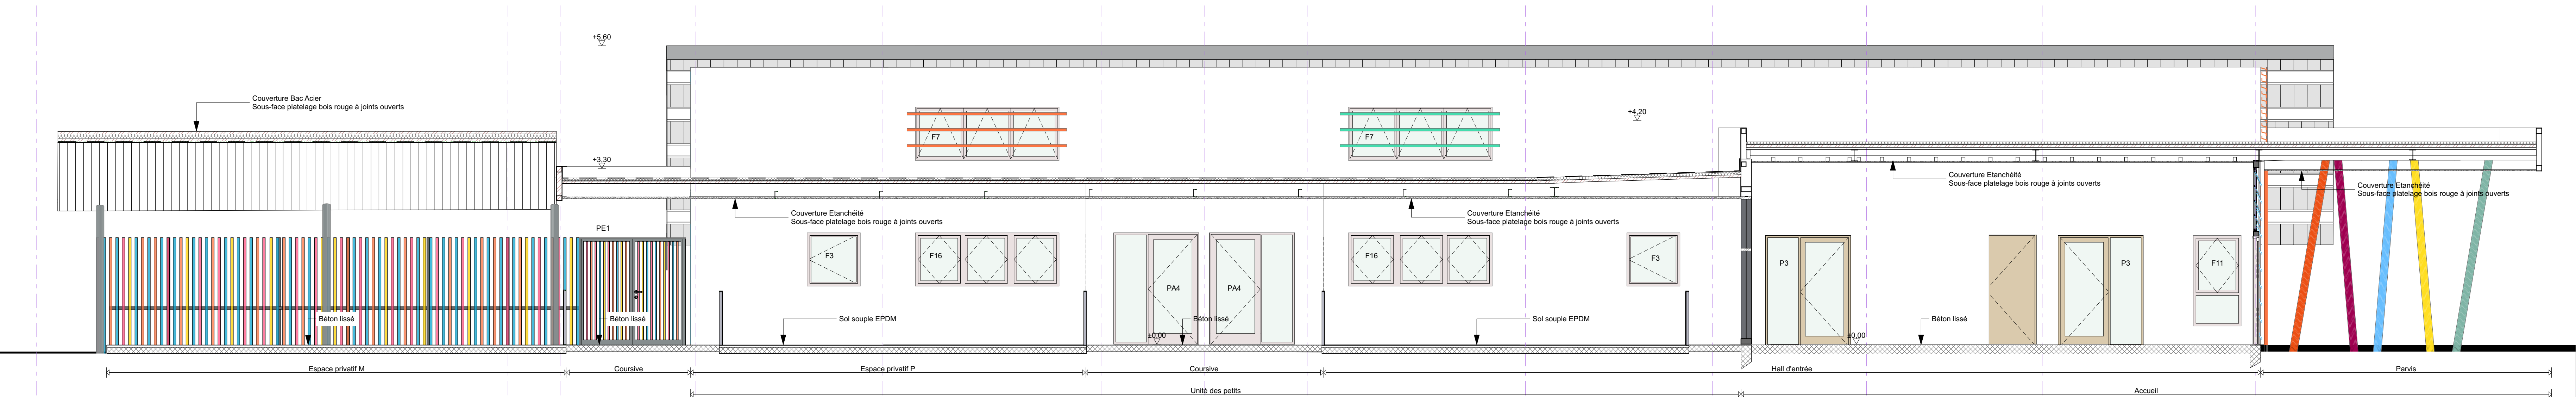 +5,60
Couverture Bac Acier
Sous-face platelage bois rouge à joints ouverts
+4,20
F7
F7
+3,30
Couverture Etanchéité
Sous-face platelage bois rouge à joints ouverts
Couverture Etanchéité
Sous-face platelage bois rouge à joints ouverts
Couverture Etanchéité
Sous-face platelage bois rouge à joints ouverts
Couverture Etanchéité
Sous-face platelage bois rouge à joints ouverts
PE1
F3
F16
PA4
PA4
F16
F3
P3
P3
F11
Béton lissé
Béton lissé
Sol souple EPDM
Béton lissé
Sol souple EPDM
Béton lissé
±0,00
±0,00
Espace privatif M
Coursive
Espace privatif P
Coursive
Hall d'entrée
Parvis
Unité des petits
Accueil